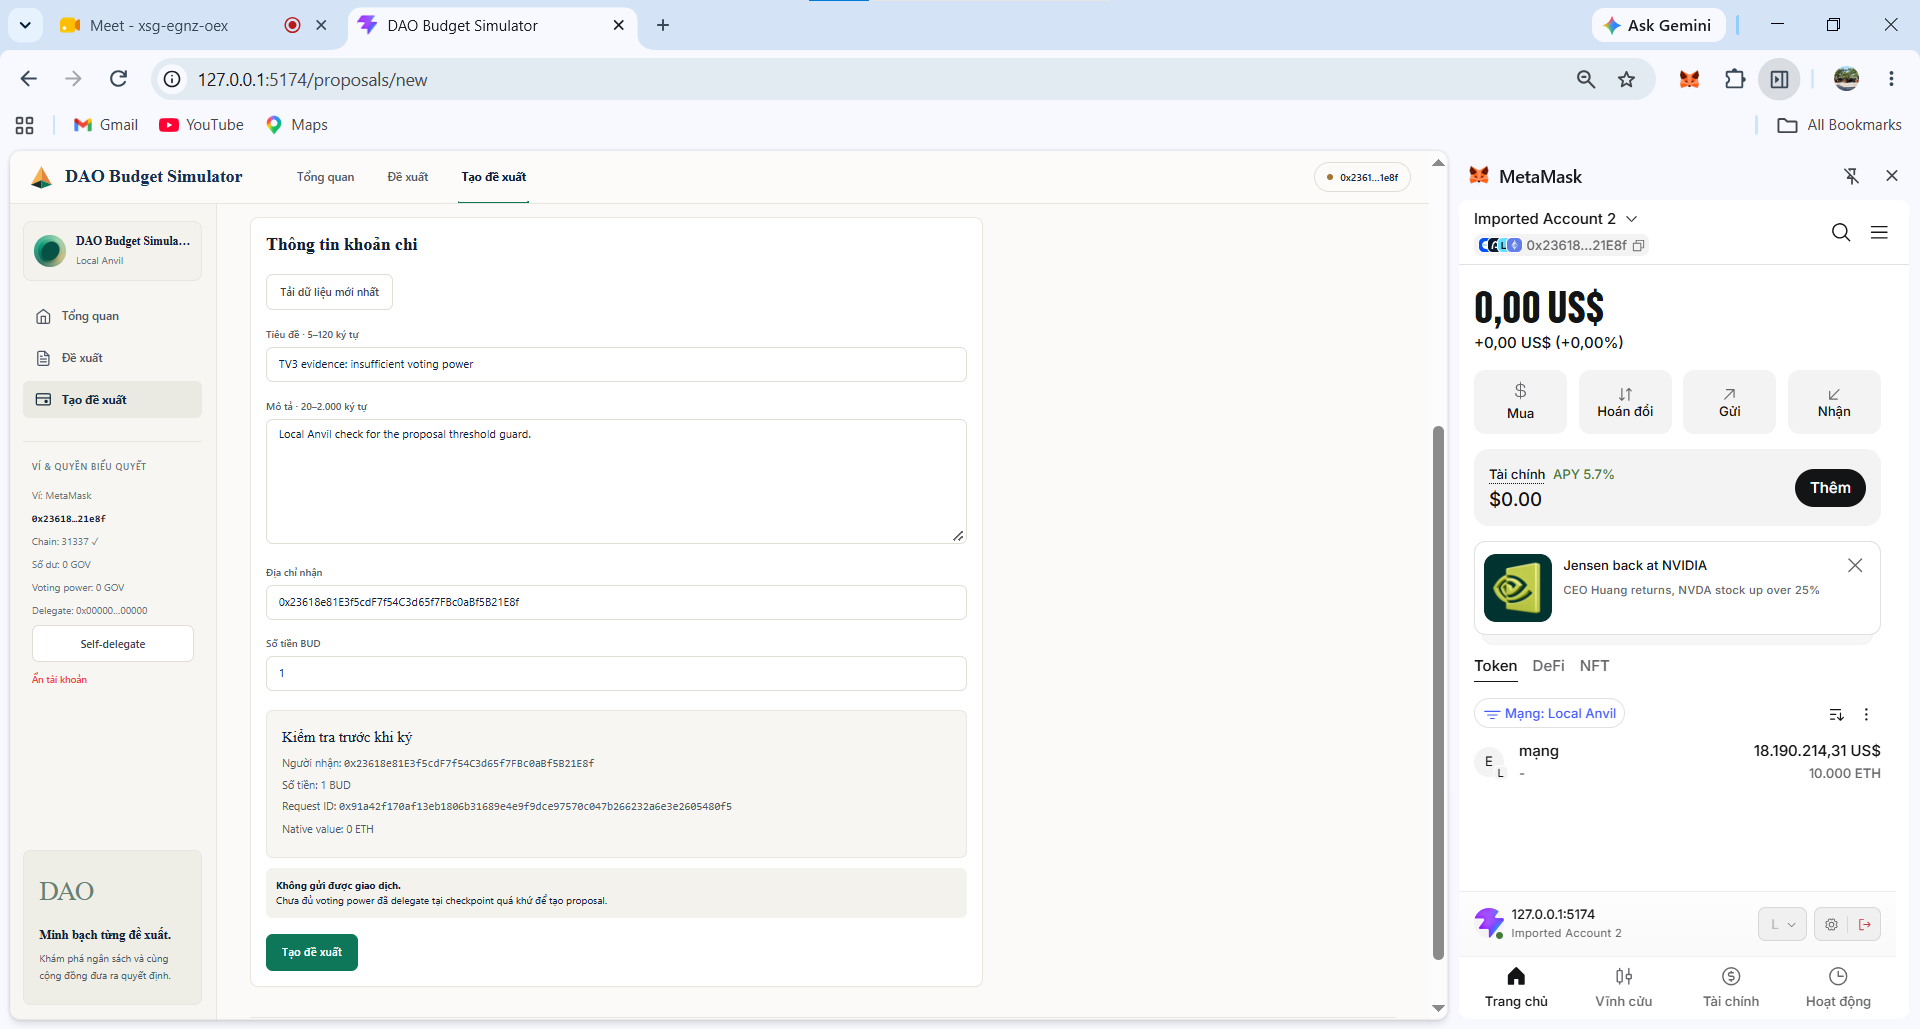 Meet - xsg-egnz-oex
DAO Budget Simulator
Ask Gemini
127.0.0.1:5174/proposals/new
Gmail
YouTube
Maps
All Bookmarks
DAO Budget Simulator
Tổng quan
Đề xuất
Tạo đề xuất
0x2361...1e8f
DAO Budget Simula...
Local Anvil
Tổng quan
Đề xuất
Tạo đề xuất
VÍ & QUYỀN BIỂU QUYẾT
Ví: MetaMask
0x23618…21e8f
Chain: 31337 ✓
Số dư: 0 GOV
Voting power: 0 GOV
Delegate: 0x00000…00000
Self-delegate
Ẩn tài khoản
DAO
Minh bạch từng đề xuất.
Khám phá ngân sách và cùng
cộng đồng đưa ra quyết định.
Thông tin khoản chi
Tải dữ liệu mới nhất
Tiêu đề · 5–120 ký tự
TV3 evidence: insufficient voting power
Mô tả · 20–2.000 ký tự
Local Anvil check for the proposal threshold guard.
Địa chỉ nhận
0x23618e81E3f5cdF7f54C3d65f7FBc0aBf5B21E8f
Số tiền BUD
1
Kiểm tra trước khi ký
Người nhận: 0x23618e81E3f5cdF7f54C3d65f7FBc0aBf5B21E8f
Số tiền: 1 BUD
Request ID: 0x91a42f170af13eb1806b31689e4e9f9dce97570c047b266232a6e3e2605480f5
Native value: 0 ETH
Không gửi được giao dịch.
Chưa đủ voting power đã delegate tại checkpoint quá khứ để tạo proposal.
Tạo đề xuất
MetaMask
Imported Account 2
0x23618...21E8f
0,00 US$
+0,00 US$ (+0,00%)
Mua
Hoán đổi
Gửi
Nhận
Tài chính APY 5.7%
$0.00
Thêm
Jensen back at NVIDIA
CEO Huang returns, NVDA stock up over 25%
Token
DeFi
NFT
Mạng: Local Anvil
E
L
mạng
-
18.190.214,31 US$
10.000 ETH
127.0.0.1:5174
Imported Account 2
L
Trang chủ
Vĩnh cửu
Tài chính
Hoạt động